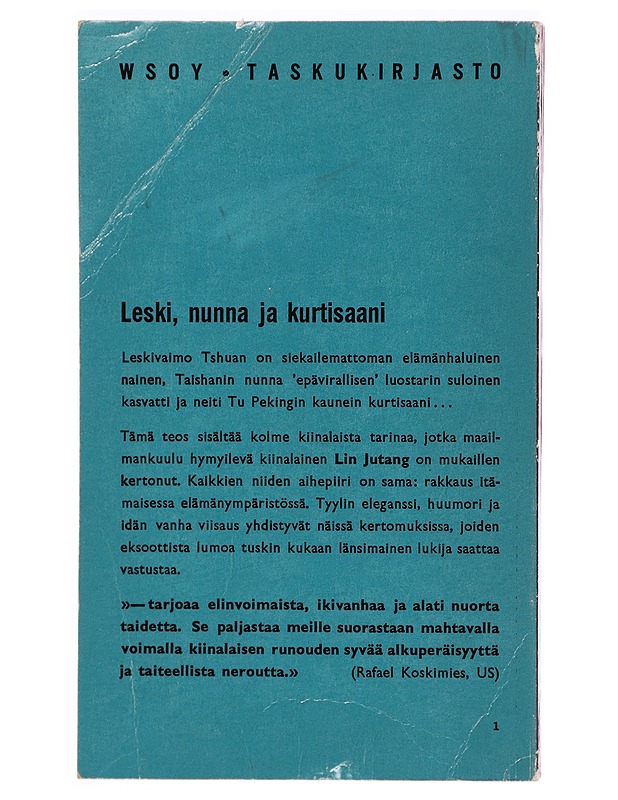 WSOY • TASKUKIRJASTO
Leski, nunna ja kurtisaani
Leskivaimo Tshuan on siekailemattoman elämänhaluinen
nainen, Taishanin nunna 'epävirallisen' luostarin suloinen
kasvatti ja neiti Tu Pekingin kaunein kurtisaani...
Tämä teos sisältää kolme kiinalaista tarinaa, jotka maail-
mankuulu hymyilevä kiinalainen Lin Jutang on mukaillen
kertonut. Kaikkien niiden aihepiiri on sama: rakkaus itä-
maisessa elämänympäristössä. Tyylin eleganssi, huumori ja
idän vanha viisaus yhdistyvät näissä kertomuksissa, joiden
eksoottista lumoa tuskin kukaan länsimainen lukija saattaa
vastustaa.
»—tarjoaa elinvoimaista, ikivanhaa ja alati nuorta
taidetta. Se paljastaa meille suorastaan mahtavalla
voimalla kiinalaisen runouden syvää alkuperäisyyttä
ja taiteellista neroutta.» (Rafael Koskimies, US)
1